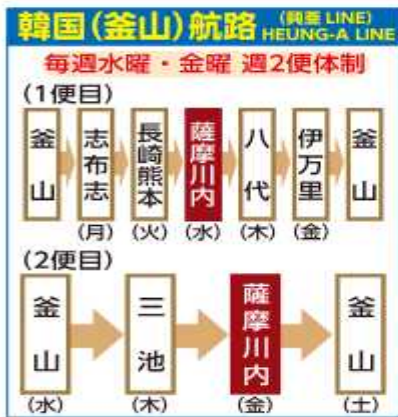 韓国(釜山)航路 (興亜 LINE)
HEUNG-A LINE
毎週水曜・金曜 週2便体制
(1便目)
釜山 志布志 長崎熊本 薩摩川内 八代 伊万里 釜山
(月) (火) (水) (木) (金)
(2便目)
釜山 三池 薩摩川内 釜山
(水) (木) (金) (土)